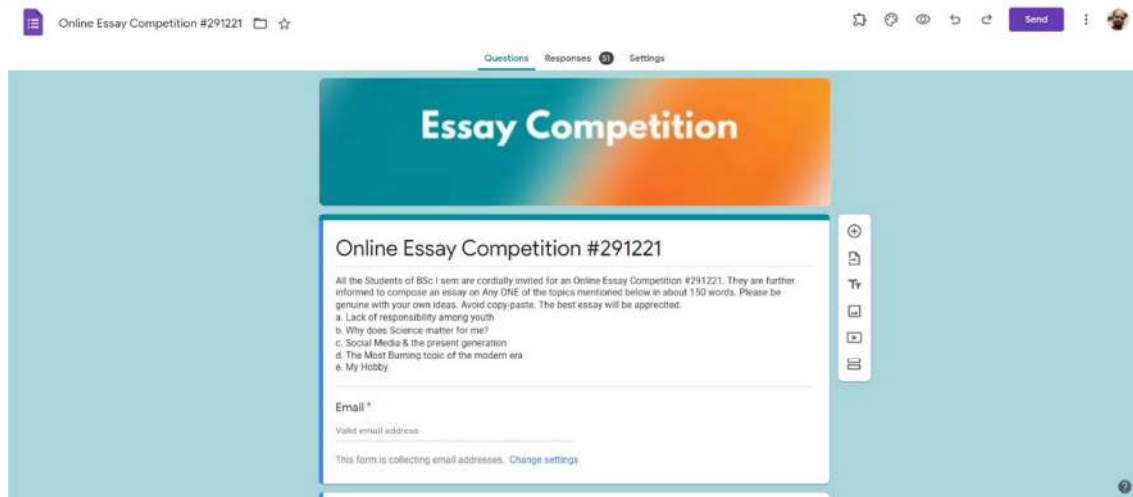 Online Essay Competition #291221
Send
Questions Responses 51 Settings
Essay Competition
Online Essay Competition #291221
All the Students of BSc I sem are cordially invited for an Online Essay Competition #291221. They are further
informed to compose an essay on Any ONE of the topics mentioned below in about 150 words. Please be
genuine with your own ideas. Avoid copy-paste. The best essay will be apprecited.
a. Lack of responsibility among youth
b. Why does Science matter for me?
c. Social Media & the present generation
d. The Most Burning topic of the modern era
e. My Hobby
Email *
Valid email address
This form is collecting email addresses. Change settings